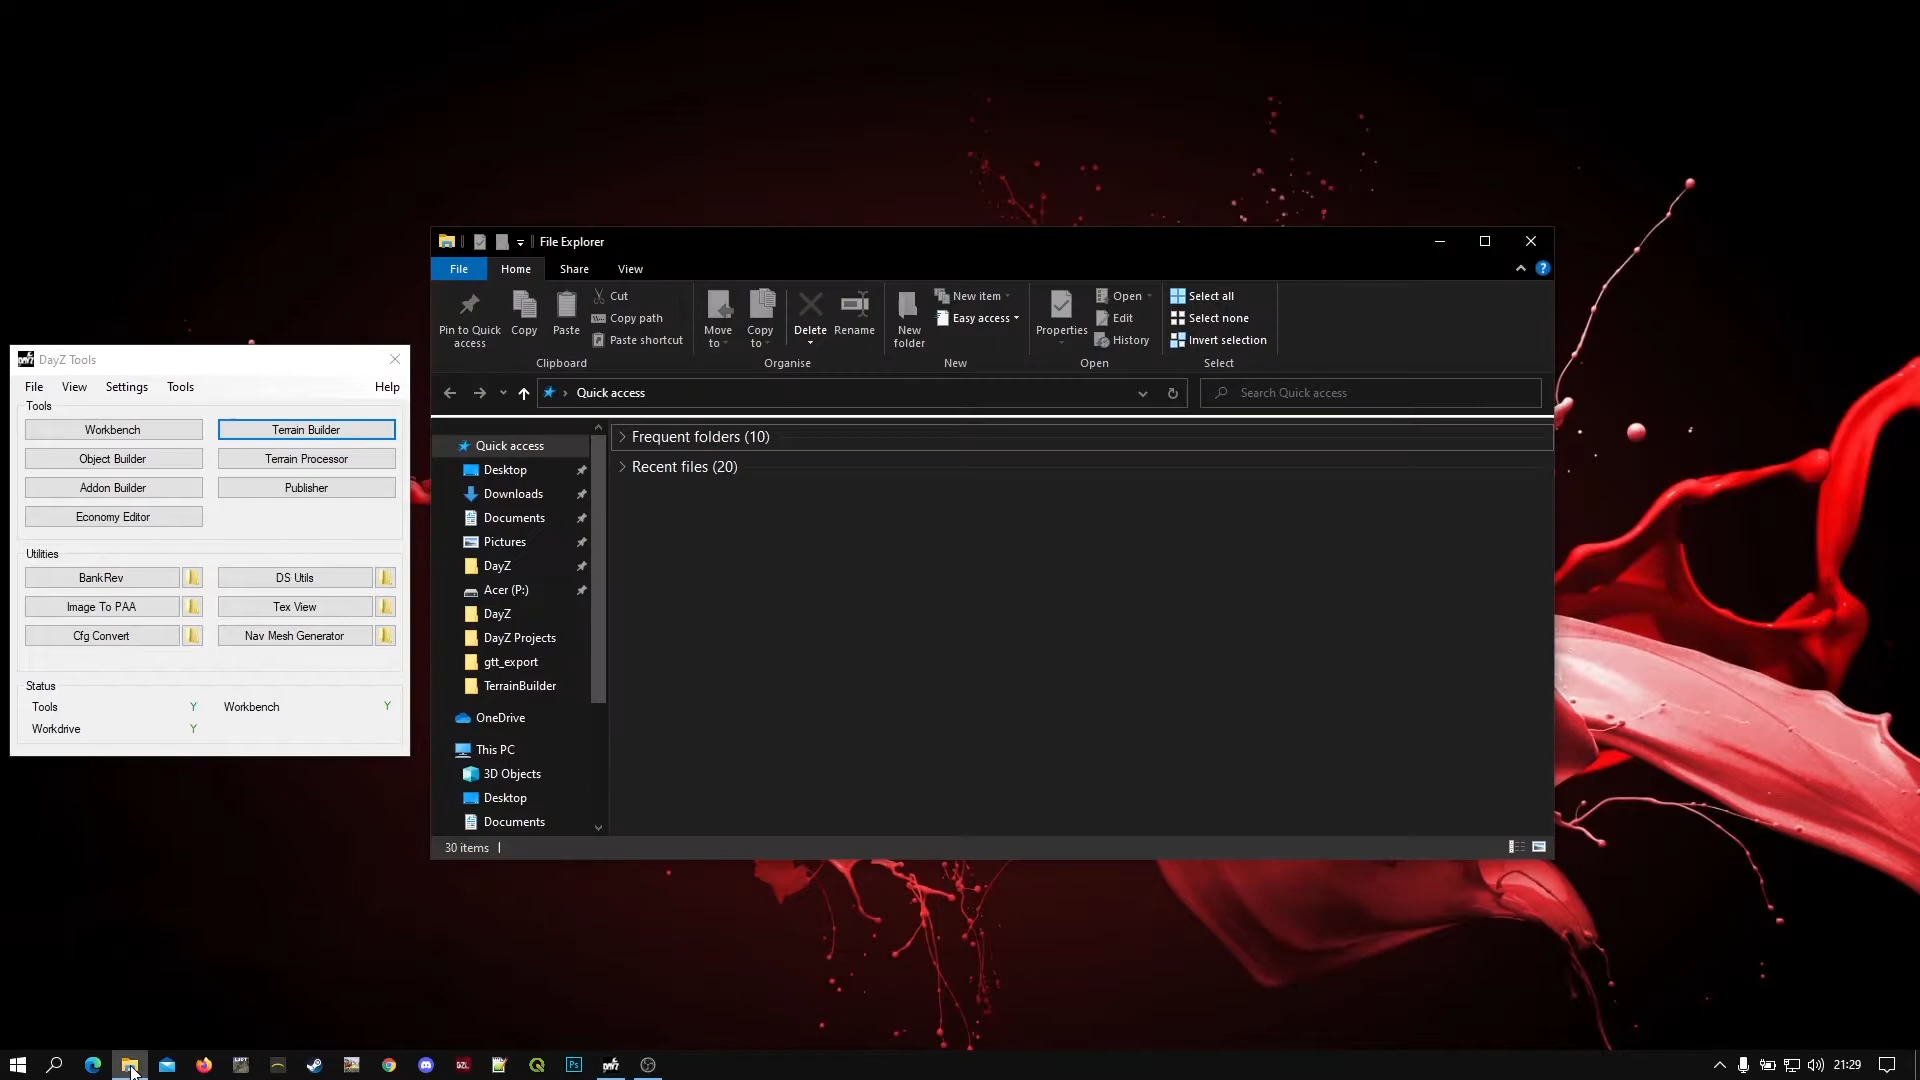 File Explorer
File
Home
Share
View
Pin to Quick access
Copy
Paste
Cut
Copy path
Paste shortcut
Clipboard
Move to
Copy to
Delete
Rename
Organise
New folder
New item
Easy access
New
Properties
Open
Edit
History
Open
Select all
Select none
Invert selection
Select
Quick access
Search Quick access
Quick access
Desktop
Downloads
Documents
Pictures
DayZ
Acer (P:)
DayZ
DayZ Projects
gtt_export
TerrainBuilder
OneDrive
This PC
3D Objects
Desktop
Documents
Frequent folders (10)
Recent files (20)
30 items
DayZ Tools
File
View
Settings
Tools
Help
Tools
Workbench
Terrain Builder
Object Builder
Terrain Processor
Addon Builder
Publisher
Economy Editor
Utilities
BankRev
DS Utils
Image To PAA
Tex View
Cfg Convert
Nav Mesh Generator
Status
Tools Y
Workbench Y
Workdrive Y
Ps
21:29